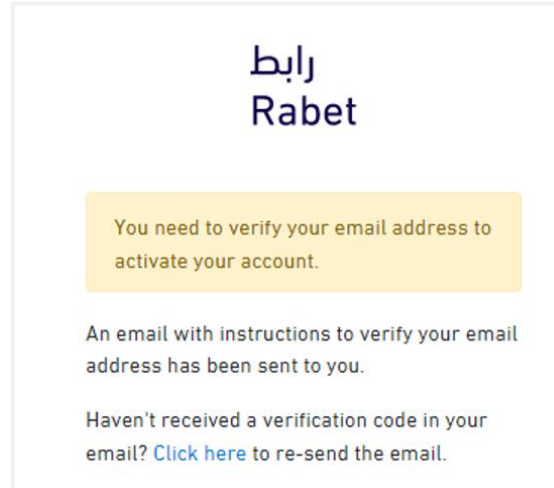 رابط
Rabet
You need to verify your email address to
activate your account.
An email with instructions to verify your email
address has been sent to you.
Haven't received a verification code in your
email? Click here to re-send the email.